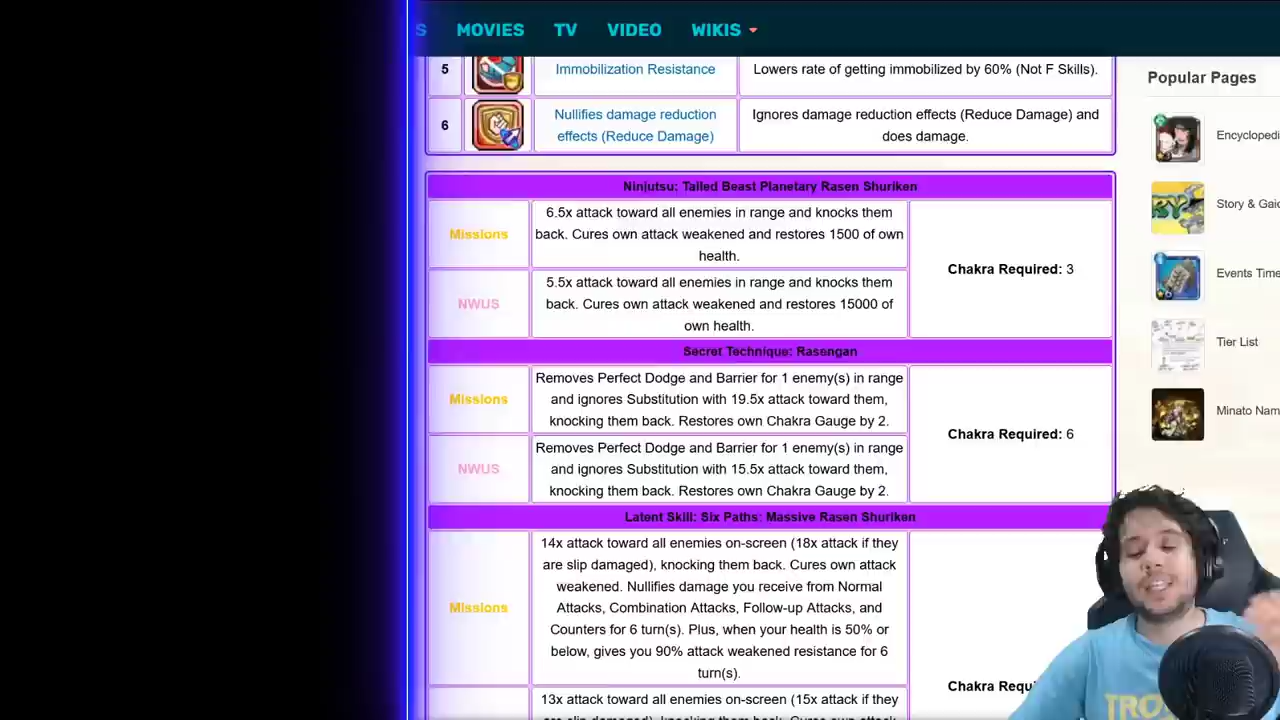 S MOVIES TV VIDEO WIKIS
5 Immobilization Resistance Lowers rate of getting immobilized by 60% (Not F Skills).
6 Nullifies damage reduction effects (Reduce Damage) Ignores damage reduction effects (Reduce Damage) and does damage.
Ninjutsu: Tailed Beast Planetary Rasen Shuriken
Missions
6.5x attack toward all enemies in range and knocks them
back. Cures own attack weakened and restores 1500 of own
health.
Chakra Required: 3
NWUS
5.5x attack toward all enemies in range and knocks them
back. Cures own attack weakened and restores 15000 of
own health.
Secret Technique: Rasengan
Missions
Removes Perfect Dodge and Barrier for 1 enemy(s) in range
and ignores Substitution with 19.5x attack toward them,
knocking them back. Restores own Chakra Gauge by 2.
Chakra Required: 6
NWUS
Removes Perfect Dodge and Barrier for 1 enemy(s) in range
and ignores Substitution with 15.5x attack toward them,
knocking them back. Restores own Chakra Gauge by 2.
Latent Skill: Six Paths: Massive Rasen Shuriken
Missions
14x attack toward all enemies on-screen (18x attack if they
are slip damaged), knocking them back. Cures own attack
weakened. Nullifies damage you receive from Normal
Attacks, Combination Attacks, Follow-up Attacks, and
Counters for 6 turn(s). Plus, when your health is 50% or
below, gives you 90% attack weakened resistance for 6
turn(s).
Chakra Requ
13x attack toward all enemies on-screen (15x attack if they
are slip damaged), knocking them back. Cures own attack
Popular Pages
Encyclopedi
Story & Gaid
Events Time
Tier List
Minato Nam
TRO